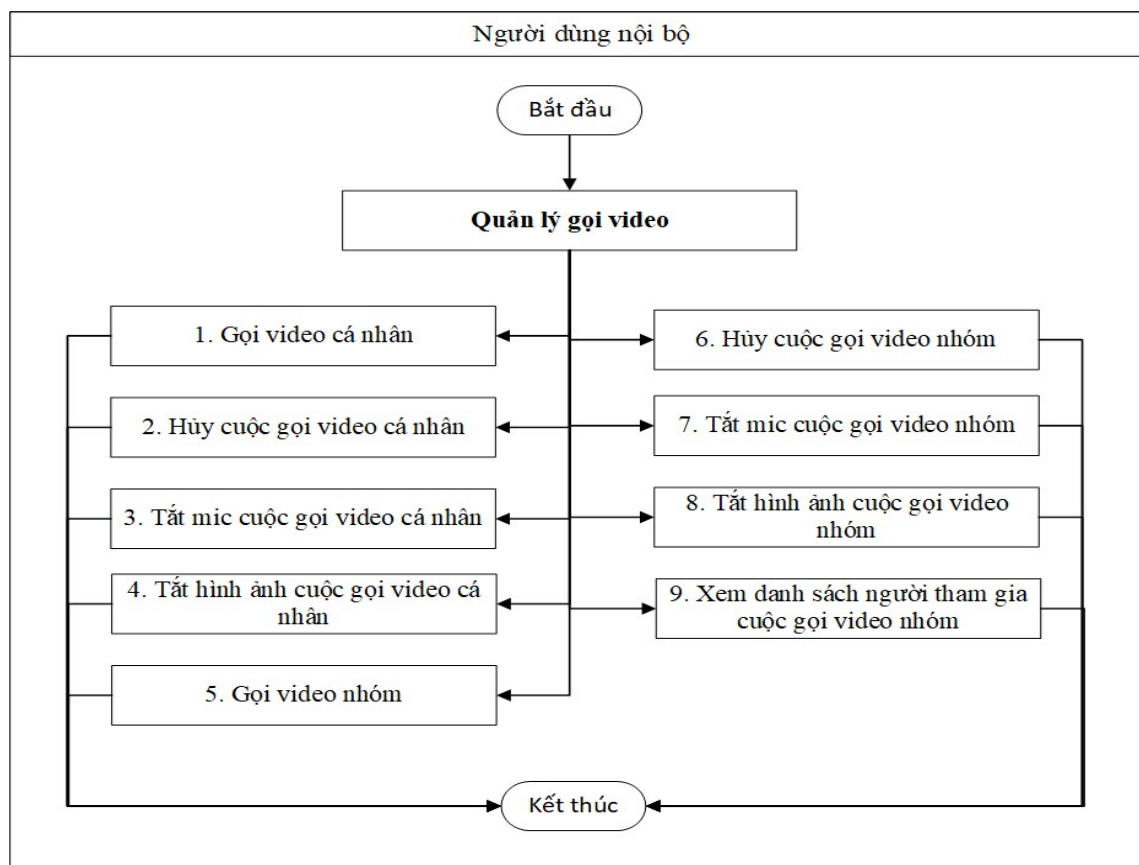 Người dùng nội bộ
Bắt đầu
Quản lý gọi video
1. Gọi video cá nhân
2. Hủy cuộc gọi video cá nhân
3. Tắt mic cuộc gọi video cá nhân
4. Tắt hình ảnh cuộc gọi video cá
nhân
5. Gọi video nhóm
6. Hủy cuộc gọi video nhóm
7. Tắt mic cuộc gọi video nhóm
8. Tắt hình ảnh cuộc gọi video
nhóm
9. Xem danh sách người tham gia
cuộc gọi video nhóm
Kết thúc